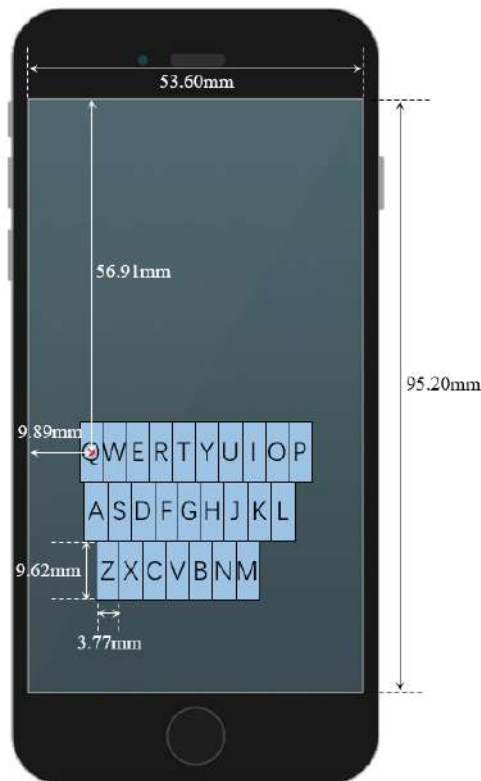 53.60mm
56.91mm
95.20mm
9.89mm
QWERTYUIOP
ASDFGHJKL
9.62mm
ZXCVBNM
3.77mm